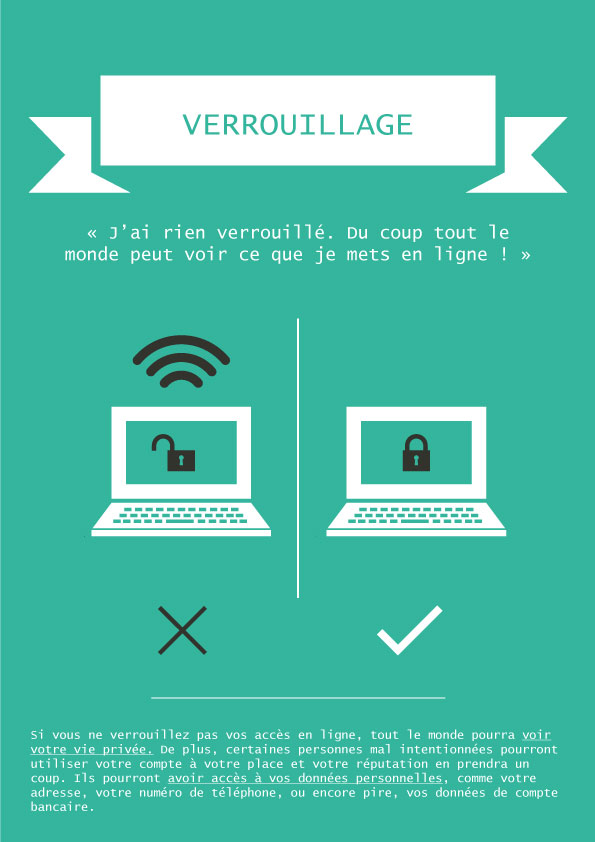 VERROUILLAGE
« J’ai rien verrouillé. Du coup tout le
monde peut voir ce que je mets en ligne ! »
Si vous ne verrouillez pas vos accès en ligne, tout le monde pourra voir
votre vie privée. De plus, certaines personnes mal intentionnées pourront
utiliser votre compte à votre place et votre réputation en prendra un
coup. Ils pourront avoir accès à vos données personnelles, comme votre
adresse, votre numéro de téléphone, ou encore pire, vos données de compte
bancaire.